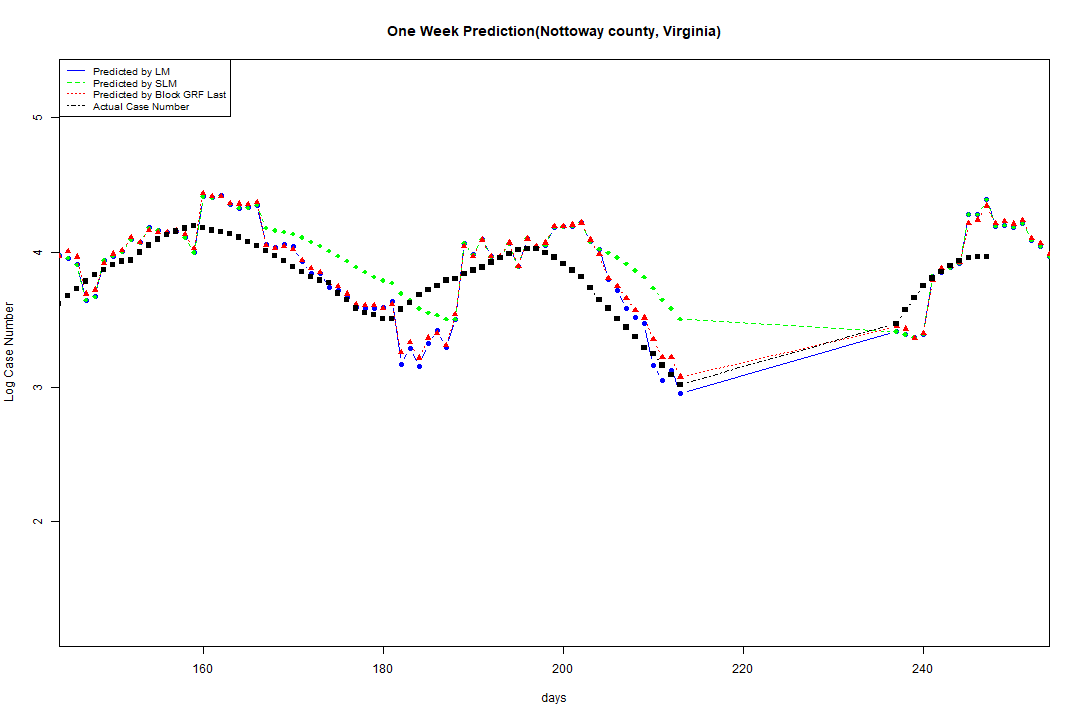 One Week Prediction(Nottoway county, Virginia)
Predicted by LM
Predicted by SLM
Predicted by Block GRF Last
Actual Case Number
5
4
3
2
Log Case Number
160 180 200 220 240
days